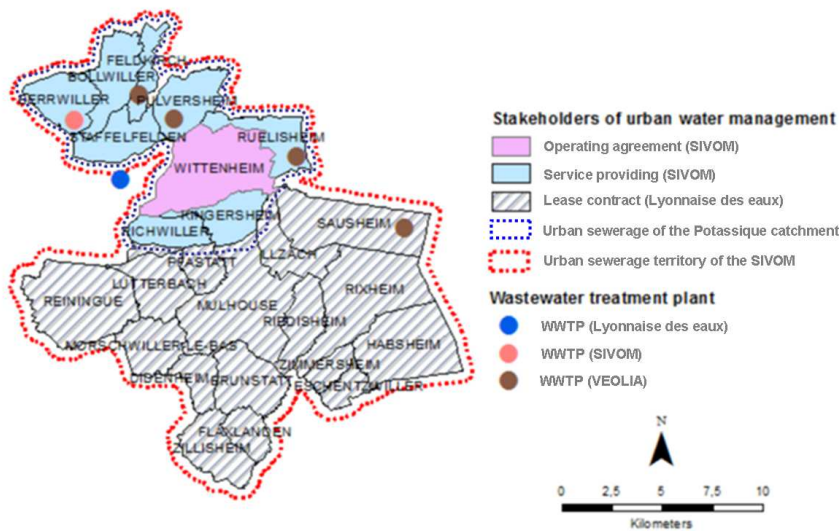 FELDKIRCH
BOLLWILLER
BERRWILLER
PULVERSHEIM
STAFFELFELDEN
RUELISHEIM
WITTENHEIM
KINGERSHEIM
RICHWILLER
SAUSHEIM
ILLZACH
PFASTATT
LUTTERBACH
REININGUE
MULHOUSE
RIXHEIM
RIEDISHEIM
MORSCHWILLER-LE-BAS
HABSHEIM
ZIMMERSHEIM
DIDENHEIM
BRUNSTATT
ESCHENTZWILLER
FLAXLANDEN
ZILLISHEIM
Stakeholders of urban water management
Operating agreement (SIVOM)
Service providing (SIVOM)
Lease contract (Lyonnaise des eaux)
Urban sewerage of the Potassique catchment
Urban sewerage territory of the SIVOM
Wastewater treatment plant
WWTP (Lyonnaise des eaux)
WWTP (SIVOM)
WWTP (VEOLIA)
N
0 2,5 5 7,5 10
Kilometers